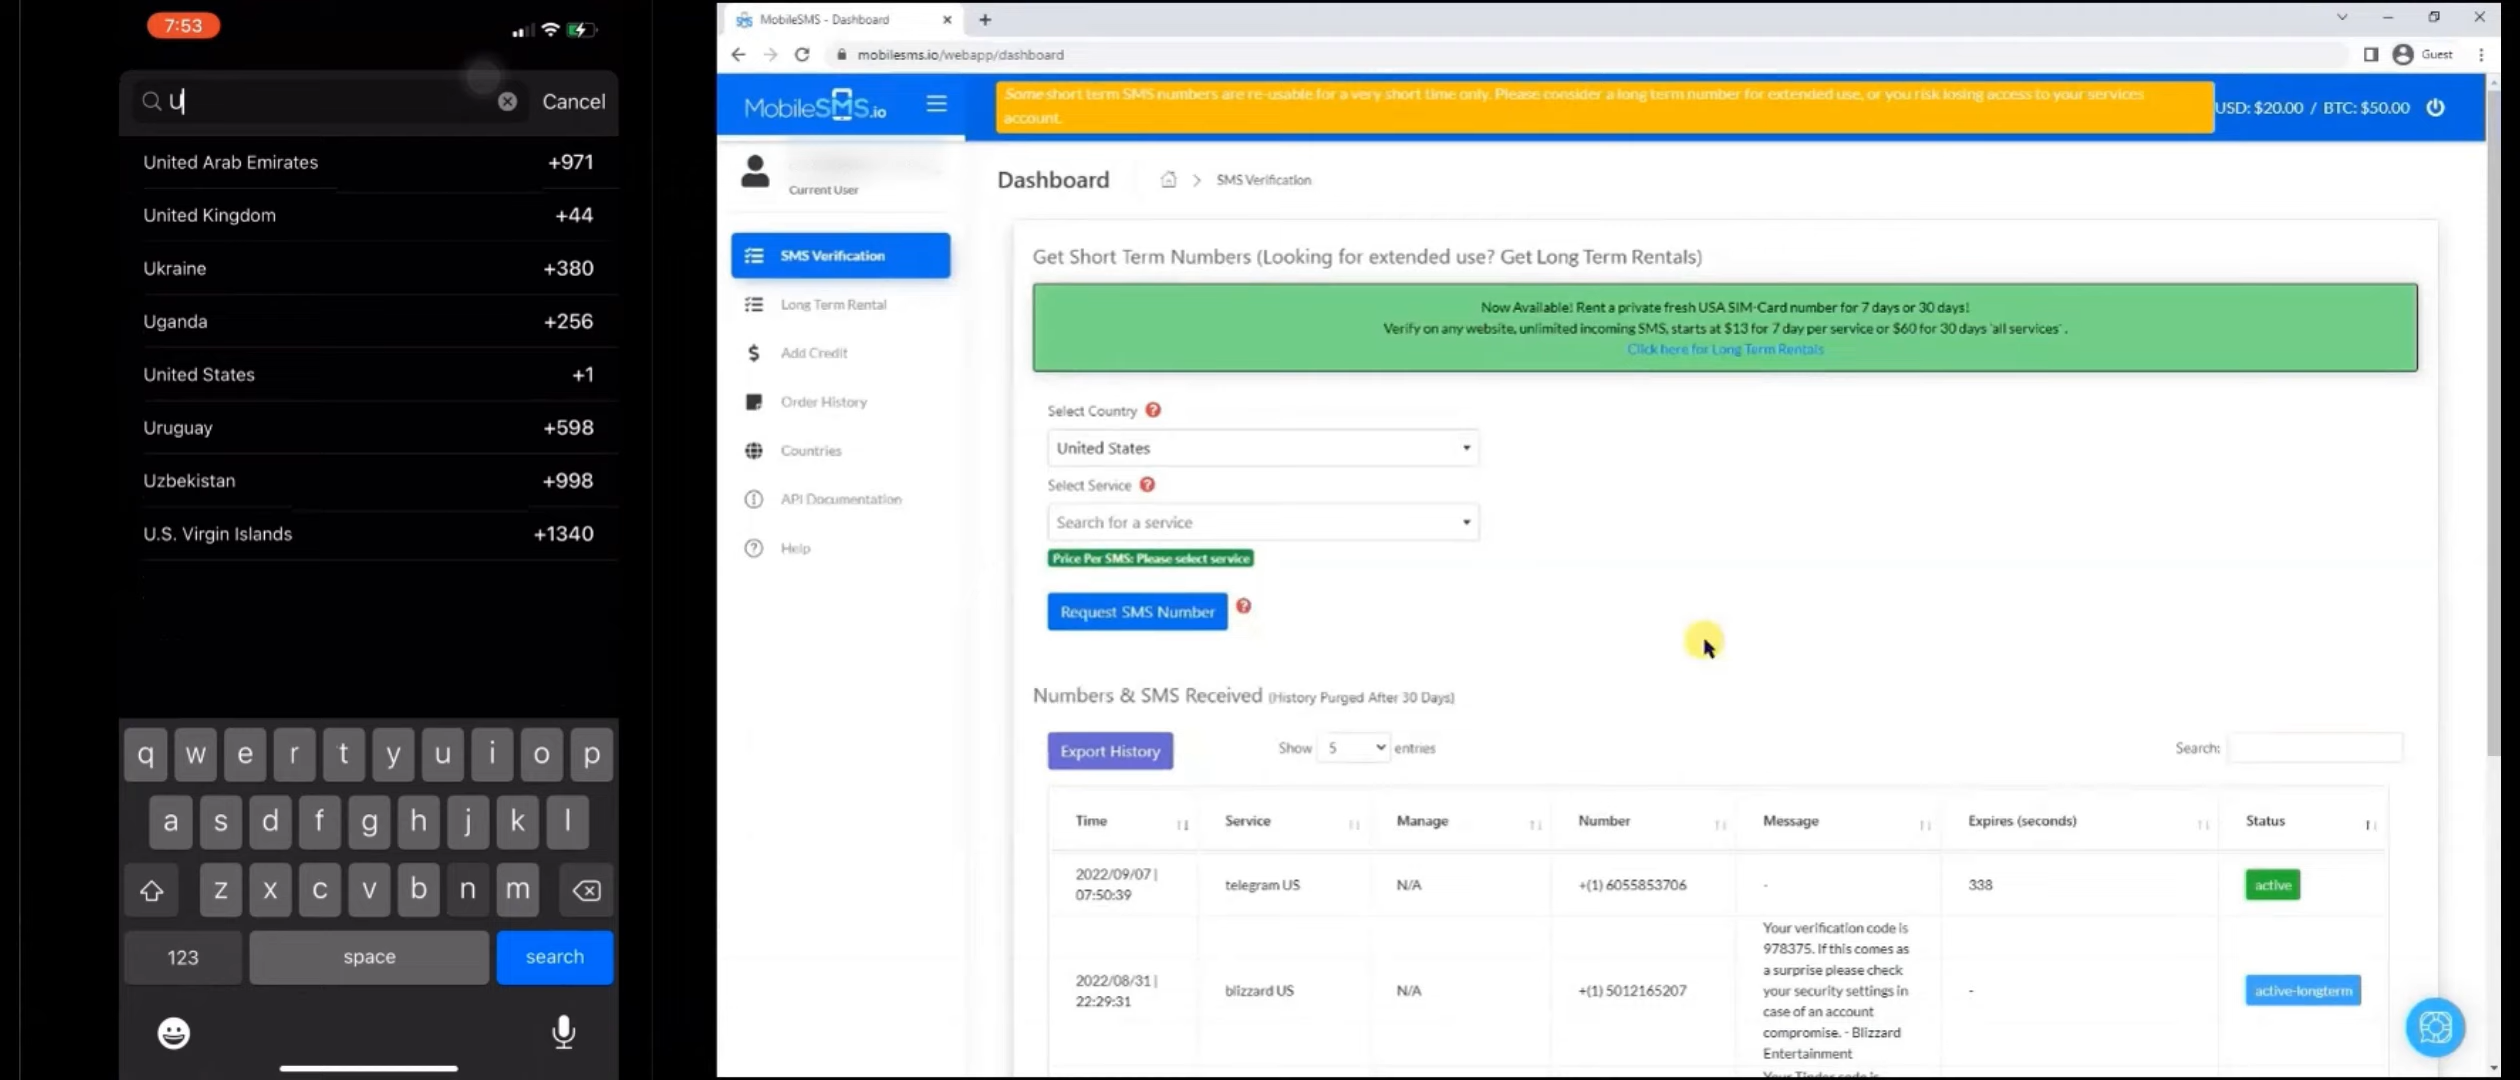 7:53
U
Cancel
United Arab Emirates +971
United Kingdom +44
Ukraine +380
Uganda +256
United States +1
Uruguay +598
Uzbekistan +998
U.S. Virgin Islands +1340
q w e r t y u i o p
a s d f g h j k l
z x c v b n m
123 space search
MobileSMS - Dashboard
mobilesms.io/webapp/dashboard
Guest
MobileSMS.io
Some short term SMS numbers are re-usable for a very short time only. Please consider a long term number for extended use, or you risk losing access to your services
account.
USD: $20.00 / BTC: $50.00
Current User
SMS Verification
Long Term Rental
Add Credit
Order History
Countries
API Documentation
Help
Dashboard > SMS Verification
Get Short Term Numbers (Looking for extended use? Get Long Term Rentals)
Now Available! Rent a private fresh USA SIM-Card number for 7 days or 30 days!
Verify on any website, unlimited incoming SMS, starts at $13 for 7 day per service or $60 for 30 days 'all services' .
Click here for Long Term Rentals
Select Country ?
United States
Select Service ?
Search for a service
Price Per SMS: Please select service
Request SMS Number ?
Numbers & SMS Received (History Purged After 30 Days)
Export History
Show 5 entries
Search:
Time Service Manage Number Message Expires (seconds) Status
2022/09/07 |
07:50:39
telegram US
N/A
+(1) 6055853706
-
338
active
2022/08/31 |
22:29:31
blizzard US
N/A
+(1) 5012165207
Your verification code is
978375. If this comes as
a surprise please check
your security settings in
case of an account
compromise. - Blizzard
Entertainment
-
active-longterm
Your Tinder code is